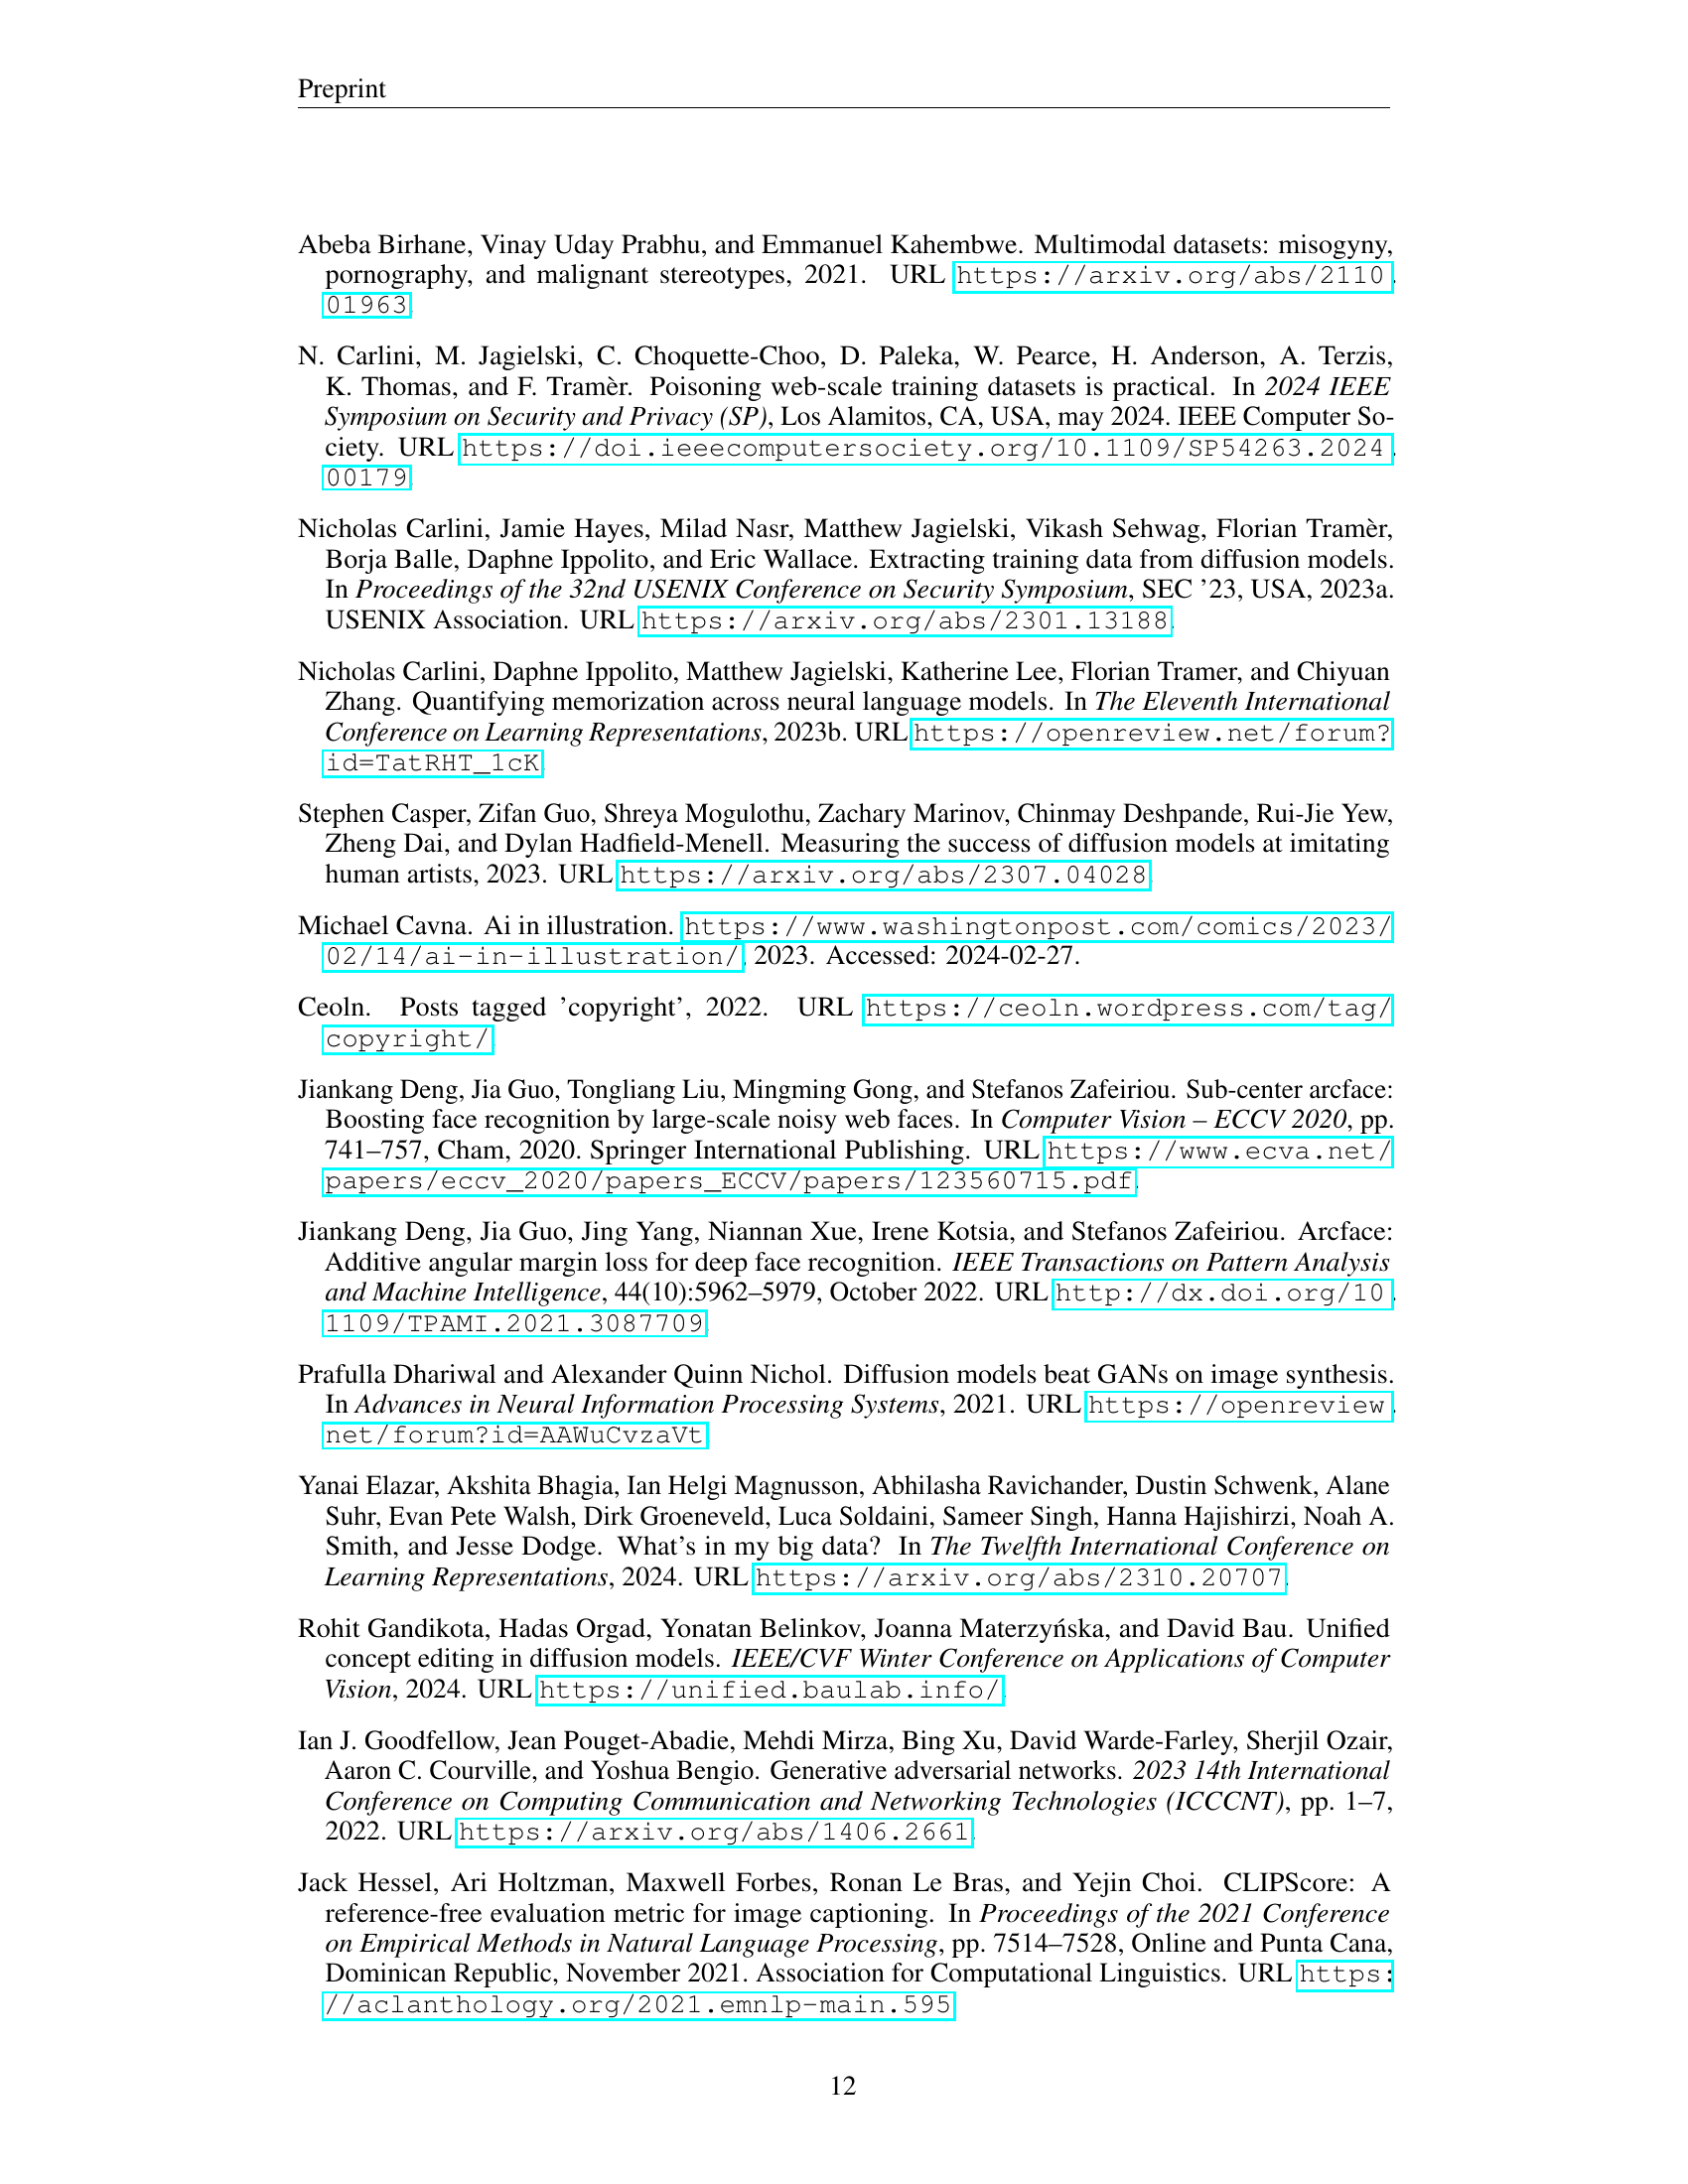 Preprint
Abeba Birhane, Vinay Uday Prabhu, and Emmanuel Kahembwe. Multimodal datasets: misogyny,
pornography, and malignant stereotypes, 2021. URL https://arxiv.org/abs/2110.
01963.
N. Carlini, M. Jagielski, C. Choquette-Choo, D. Paleka, W. Pearce, H. Anderson, A. Terzis,
K. Thomas, and F. Tramèr. Poisoning web-scale training datasets is practical. In 2024 IEEE
Symposium on Security and Privacy (SP), Los Alamitos, CA, USA, may 2024. IEEE Computer So-
ciety. URL https://doi.ieeecomputersociety.org/10.1109/SP54263.2024.
00179.
Nicholas Carlini, Jamie Hayes, Milad Nasr, Matthew Jagielski, Vikash Sehwag, Florian Tramèr,
Borja Balle, Daphne Ippolito, and Eric Wallace. Extracting training data from diffusion models.
In Proceedings of the 32nd USENIX Conference on Security Symposium, SEC ’23, USA, 2023a.
USENIX Association. URL https://arxiv.org/abs/2301.13188.
Nicholas Carlini, Daphne Ippolito, Matthew Jagielski, Katherine Lee, Florian Tramer, and Chiyuan
Zhang. Quantifying memorization across neural language models. In The Eleventh International
Conference on Learning Representations, 2023b. URL https://openreview.net/forum?
id=TatRHT_1cK.
Stephen Casper, Zifan Guo, Shreya Mogulothu, Zachary Marinov, Chinmay Deshpande, Rui-Jie Yew,
Zheng Dai, and Dylan Hadfield-Menell. Measuring the success of diffusion models at imitating
human artists, 2023. URL https://arxiv.org/abs/2307.04028.
Michael Cavna. Ai in illustration. https://www.washingtonpost.com/comics/2023/
02/14/ai-in-illustration/, 2023. Accessed: 2024-02-27.
Ceoln. Posts tagged ’copyright’, 2022. URL https://ceoln.wordpress.com/tag/
copyright/.
Jiankang Deng, Jia Guo, Tongliang Liu, Mingming Gong, and Stefanos Zafeiriou. Sub-center arcface:
Boosting face recognition by large-scale noisy web faces. In Computer Vision – ECCV 2020, pp.
741–757, Cham, 2020. Springer International Publishing. URL https://www.ecva.net/
papers/eccv_2020/papers_ECCV/papers/123560715.pdf.
Jiankang Deng, Jia Guo, Jing Yang, Niannan Xue, Irene Kotsia, and Stefanos Zafeiriou. Arcface:
Additive angular margin loss for deep face recognition. IEEE Transactions on Pattern Analysis
and Machine Intelligence, 44(10):5962–5979, October 2022. URL http://dx.doi.org/10.
1109/TPAMI.2021.3087709.
Prafulla Dhariwal and Alexander Quinn Nichol. Diffusion models beat GANs on image synthesis.
In Advances in Neural Information Processing Systems, 2021. URL https://openreview.
net/forum?id=AAWuCvzaVt.
Yanai Elazar, Akshita Bhagia, Ian Helgi Magnusson, Abhilasha Ravichander, Dustin Schwenk, Alane
Suhr, Evan Pete Walsh, Dirk Groeneveld, Luca Soldaini, Sameer Singh, Hanna Hajishirzi, Noah A.
Smith, and Jesse Dodge. What’s in my big data? In The Twelfth International Conference on
Learning Representations, 2024. URL https://arxiv.org/abs/2310.20707.
Rohit Gandikota, Hadas Orgad, Yonatan Belinkov, Joanna Materzyńska, and David Bau. Unified
concept editing in diffusion models. IEEE/CVF Winter Conference on Applications of Computer
Vision, 2024. URL https://unified.baulab.info/.
Ian J. Goodfellow, Jean Pouget-Abadie, Mehdi Mirza, Bing Xu, David Warde-Farley, Sherjil Ozair,
Aaron C. Courville, and Yoshua Bengio. Generative adversarial networks. 2023 14th International
Conference on Computing Communication and Networking Technologies (ICCCNT), pp. 1–7,
2022. URL https://arxiv.org/abs/1406.2661.
Jack Hessel, Ari Holtzman, Maxwell Forbes, Ronan Le Bras, and Yejin Choi. CLIPScore: A
reference-free evaluation metric for image captioning. In Proceedings of the 2021 Conference
on Empirical Methods in Natural Language Processing, pp. 7514–7528, Online and Punta Cana,
Dominican Republic, November 2021. Association for Computational Linguistics. URL https:
//aclanthology.org/2021.emnlp-main.595.
12